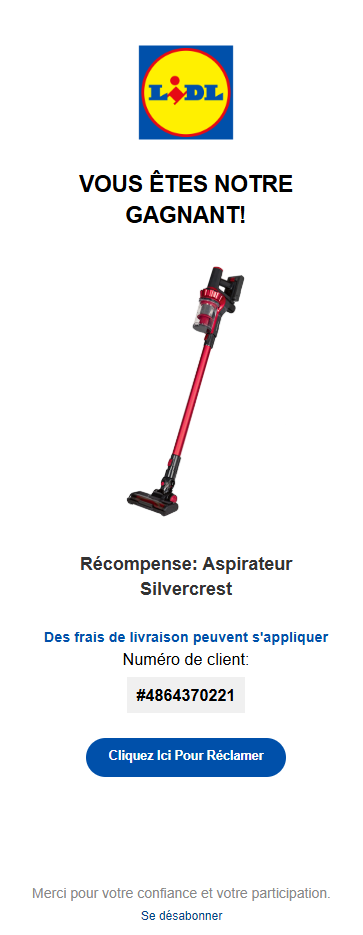 LIDL
VOUS ÊTES NOTRE
GAGNANT!
Récompense: Aspirateur
Silvercrest
Des frais de livraison peuvent s'appliquer
Numéro de client:
#4864370221
Cliquez Ici Pour Réclamer
Merci pour votre confiance et votre participation.
Se désabonner